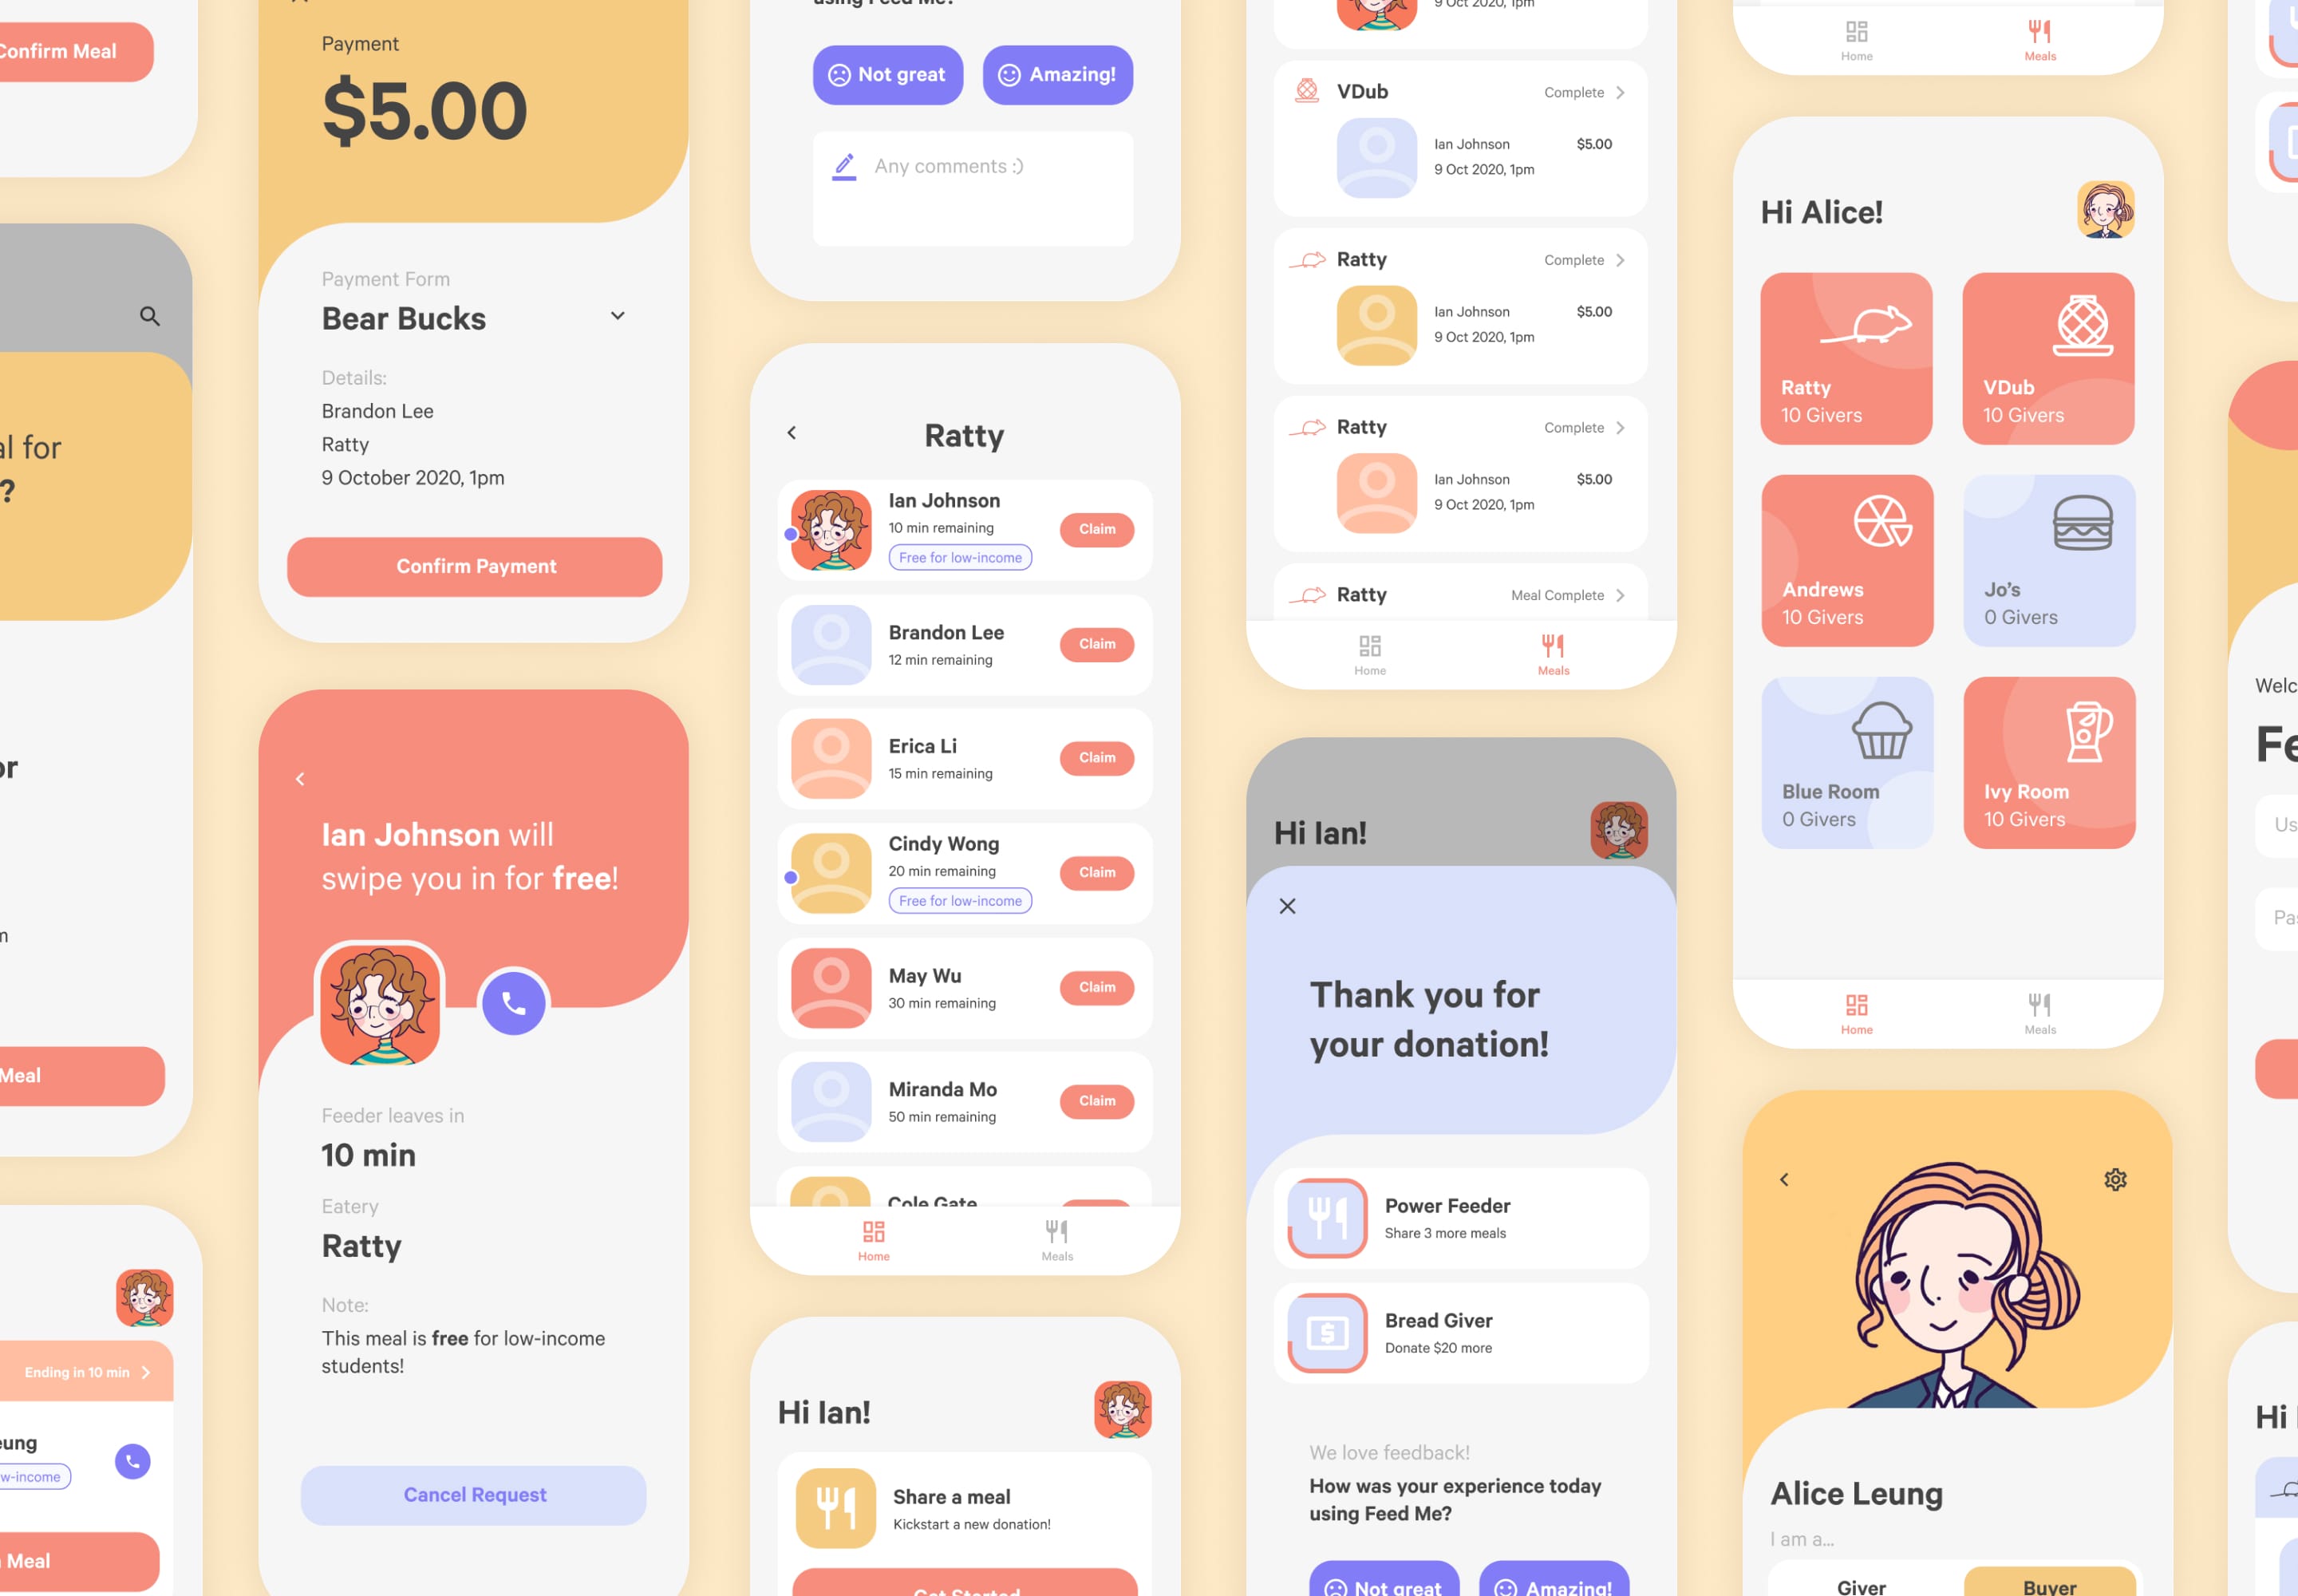 Confirm Meal
?
Meal
Ending in 10 min
Meal
Payment
$5.00
Payment Form
Bear Bucks
Details:
Brandon Lee
Ratty
9 October 2020, 1pm
Confirm Payment
Ian Johnson will
swipe you in for free!
Feeder leaves in
10 min
Eatery
Ratty
Note:
This meal is free for low-income
students!
Cancel Request
using Feed Me?
Not great
Amazing!
Any comments :)
Ratty
Ian Johnson
10 min remaining
Free for low-income
Claim
Brandon Lee
12 min remaining
Claim
Erica Li
15 min remaining
Claim
Cindy Wong
20 min remaining
Free for low-income
Claim
May Wu
30 min remaining
Claim
Miranda Mo
50 min remaining
Claim
Cole Gate
Home
Meals
Hi Ian!
Share a meal
Kickstart a new donation!
Get Started
9 Oct 2020, 1pm
VDub
Complete
Ian Johnson
$5.00
9 Oct 2020, 1pm
Ratty
Complete
Ian Johnson
$5.00
9 Oct 2020, 1pm
Ratty
Complete
Ian Johnson
$5.00
9 Oct 2020, 1pm
Ratty
Meal Complete
Home
Meals
Hi Ian!
Thank you for
your donation!
Power Feeder
Share 3 more meals
Bread Giver
Donate $20 more
We love feedback!
How was your experience today
using Feed Me?
Not great
Amazing!
Home
Meals
Hi Alice!
Ratty
10 Givers
VDub
10 Givers
Andrews
10 Givers
Jo’s
0 Givers
Blue Room
0 Givers
Ivy Room
10 Givers
Home
Meals
Alice Leung
I am a...
Giver
Buyer
Hi